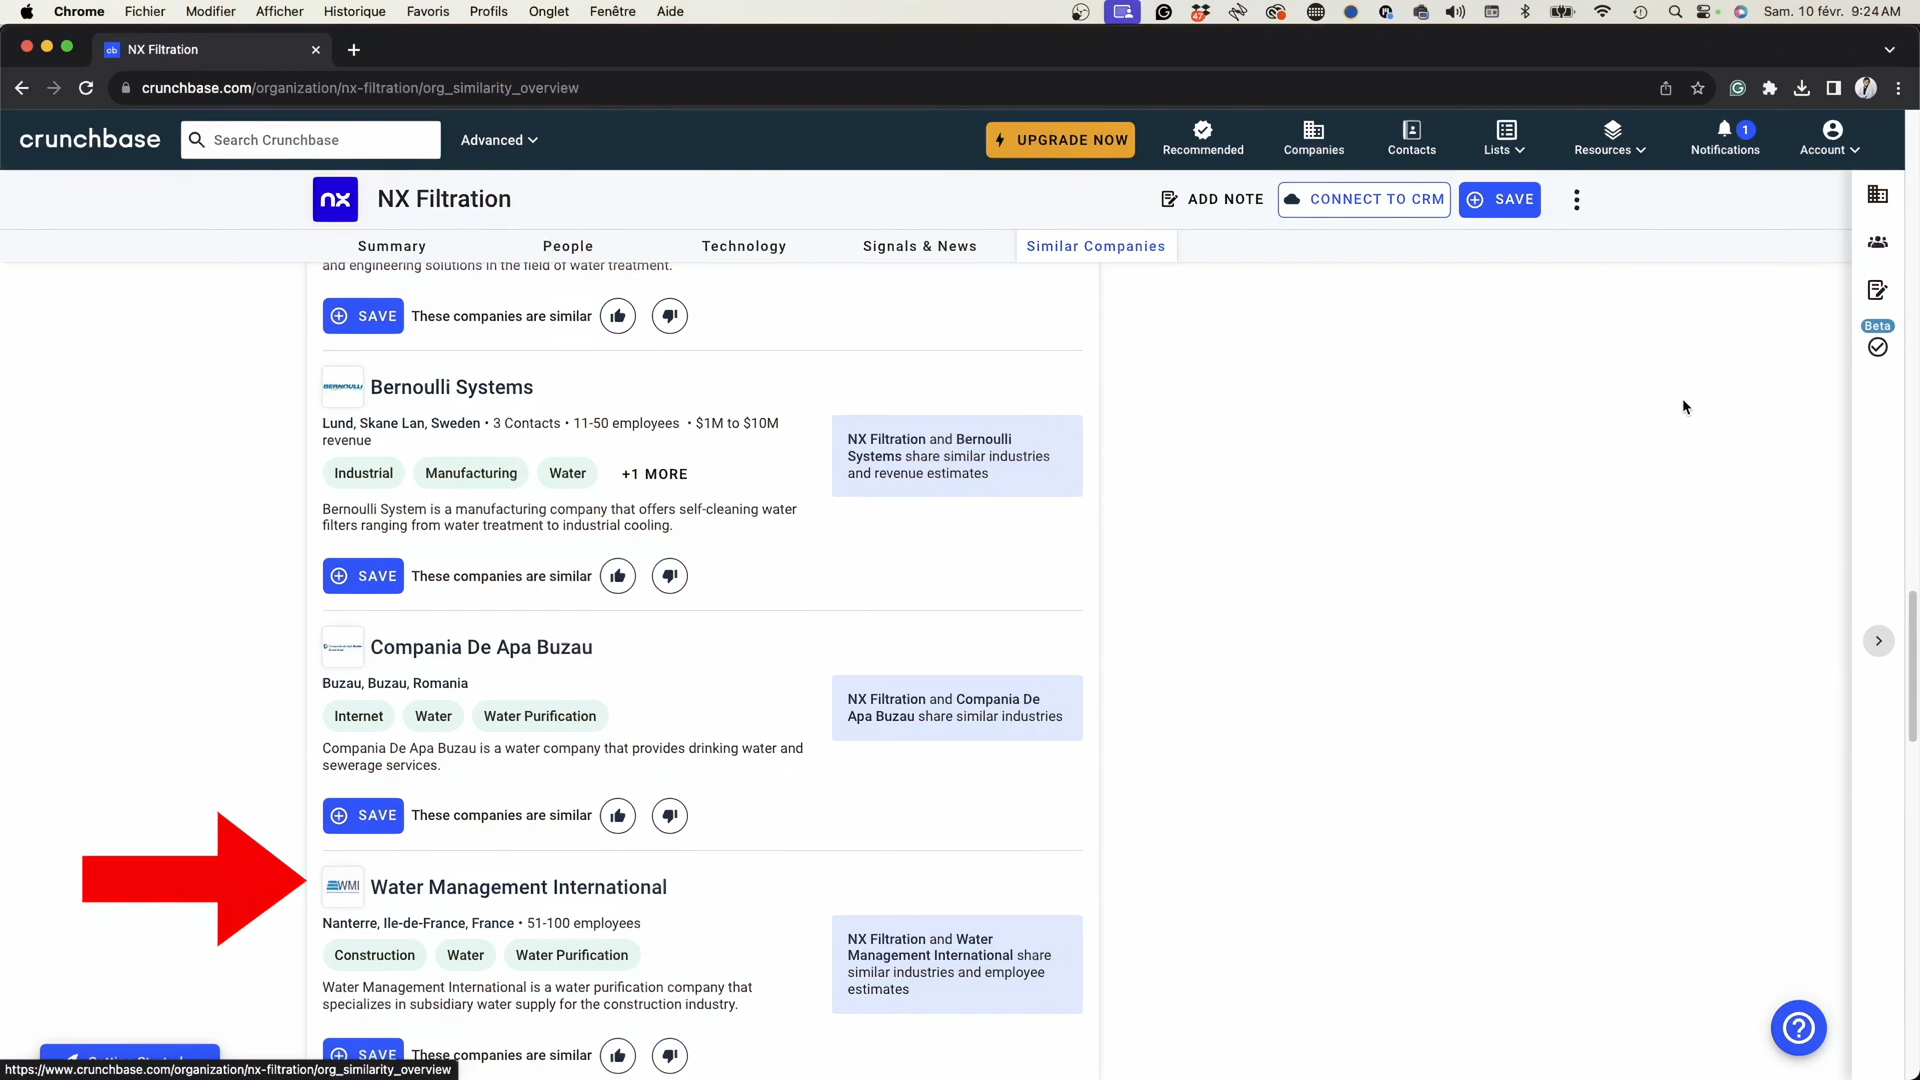 Chrome Fichier Modifier Afficher Historique Favoris Profils Onglet Fenêtre Aide
47
Sam. 10 févr. 9:24 AM
cb NX Filtration
crunchbase.com/organization/nx-filtration/org_similarity_overview
crunchbase
Search Crunchbase
Advanced
UPGRADE NOW
Recommended
Companies
Contacts
Lists
Resources
1
Notifications
Account
nx
NX Filtration
ADD NOTE
CONNECT TO CRM
SAVE
Summary
People
Technology
Signals & News
Similar Companies
and engineering solutions in the field of water treatment.
SAVE These companies are similar
Beta
BERNOULLI
Bernoulli Systems
Lund, Skane Lan, Sweden • 3 Contacts • 11-50 employees • $1M to $10M
revenue
Industrial Manufacturing Water +1 MORE
Bernoulli System is a manufacturing company that offers self-cleaning water
filters ranging from water treatment to industrial cooling.
NX Filtration and Bernoulli
Systems share similar industries
and revenue estimates
SAVE These companies are similar
Compania De Apa Buzau
Buzau, Buzau, Romania
Internet Water Water Purification
Compania De Apa Buzau is a water company that provides drinking water and
sewerage services.
NX Filtration and Compania De
Apa Buzau share similar industries
SAVE These companies are similar
WMI
Water Management International
Nanterre, Ile-de-France, France • 51-100 employees
Construction Water Water Purification
Water Management International is a water purification company that
specializes in subsidiary water supply for the construction industry.
NX Filtration and Water
Management International share
similar industries and employee
estimates
SAVE These companies are similar
https://www.crunchbase.com/organization/nx-filtration/org_similarity_overview